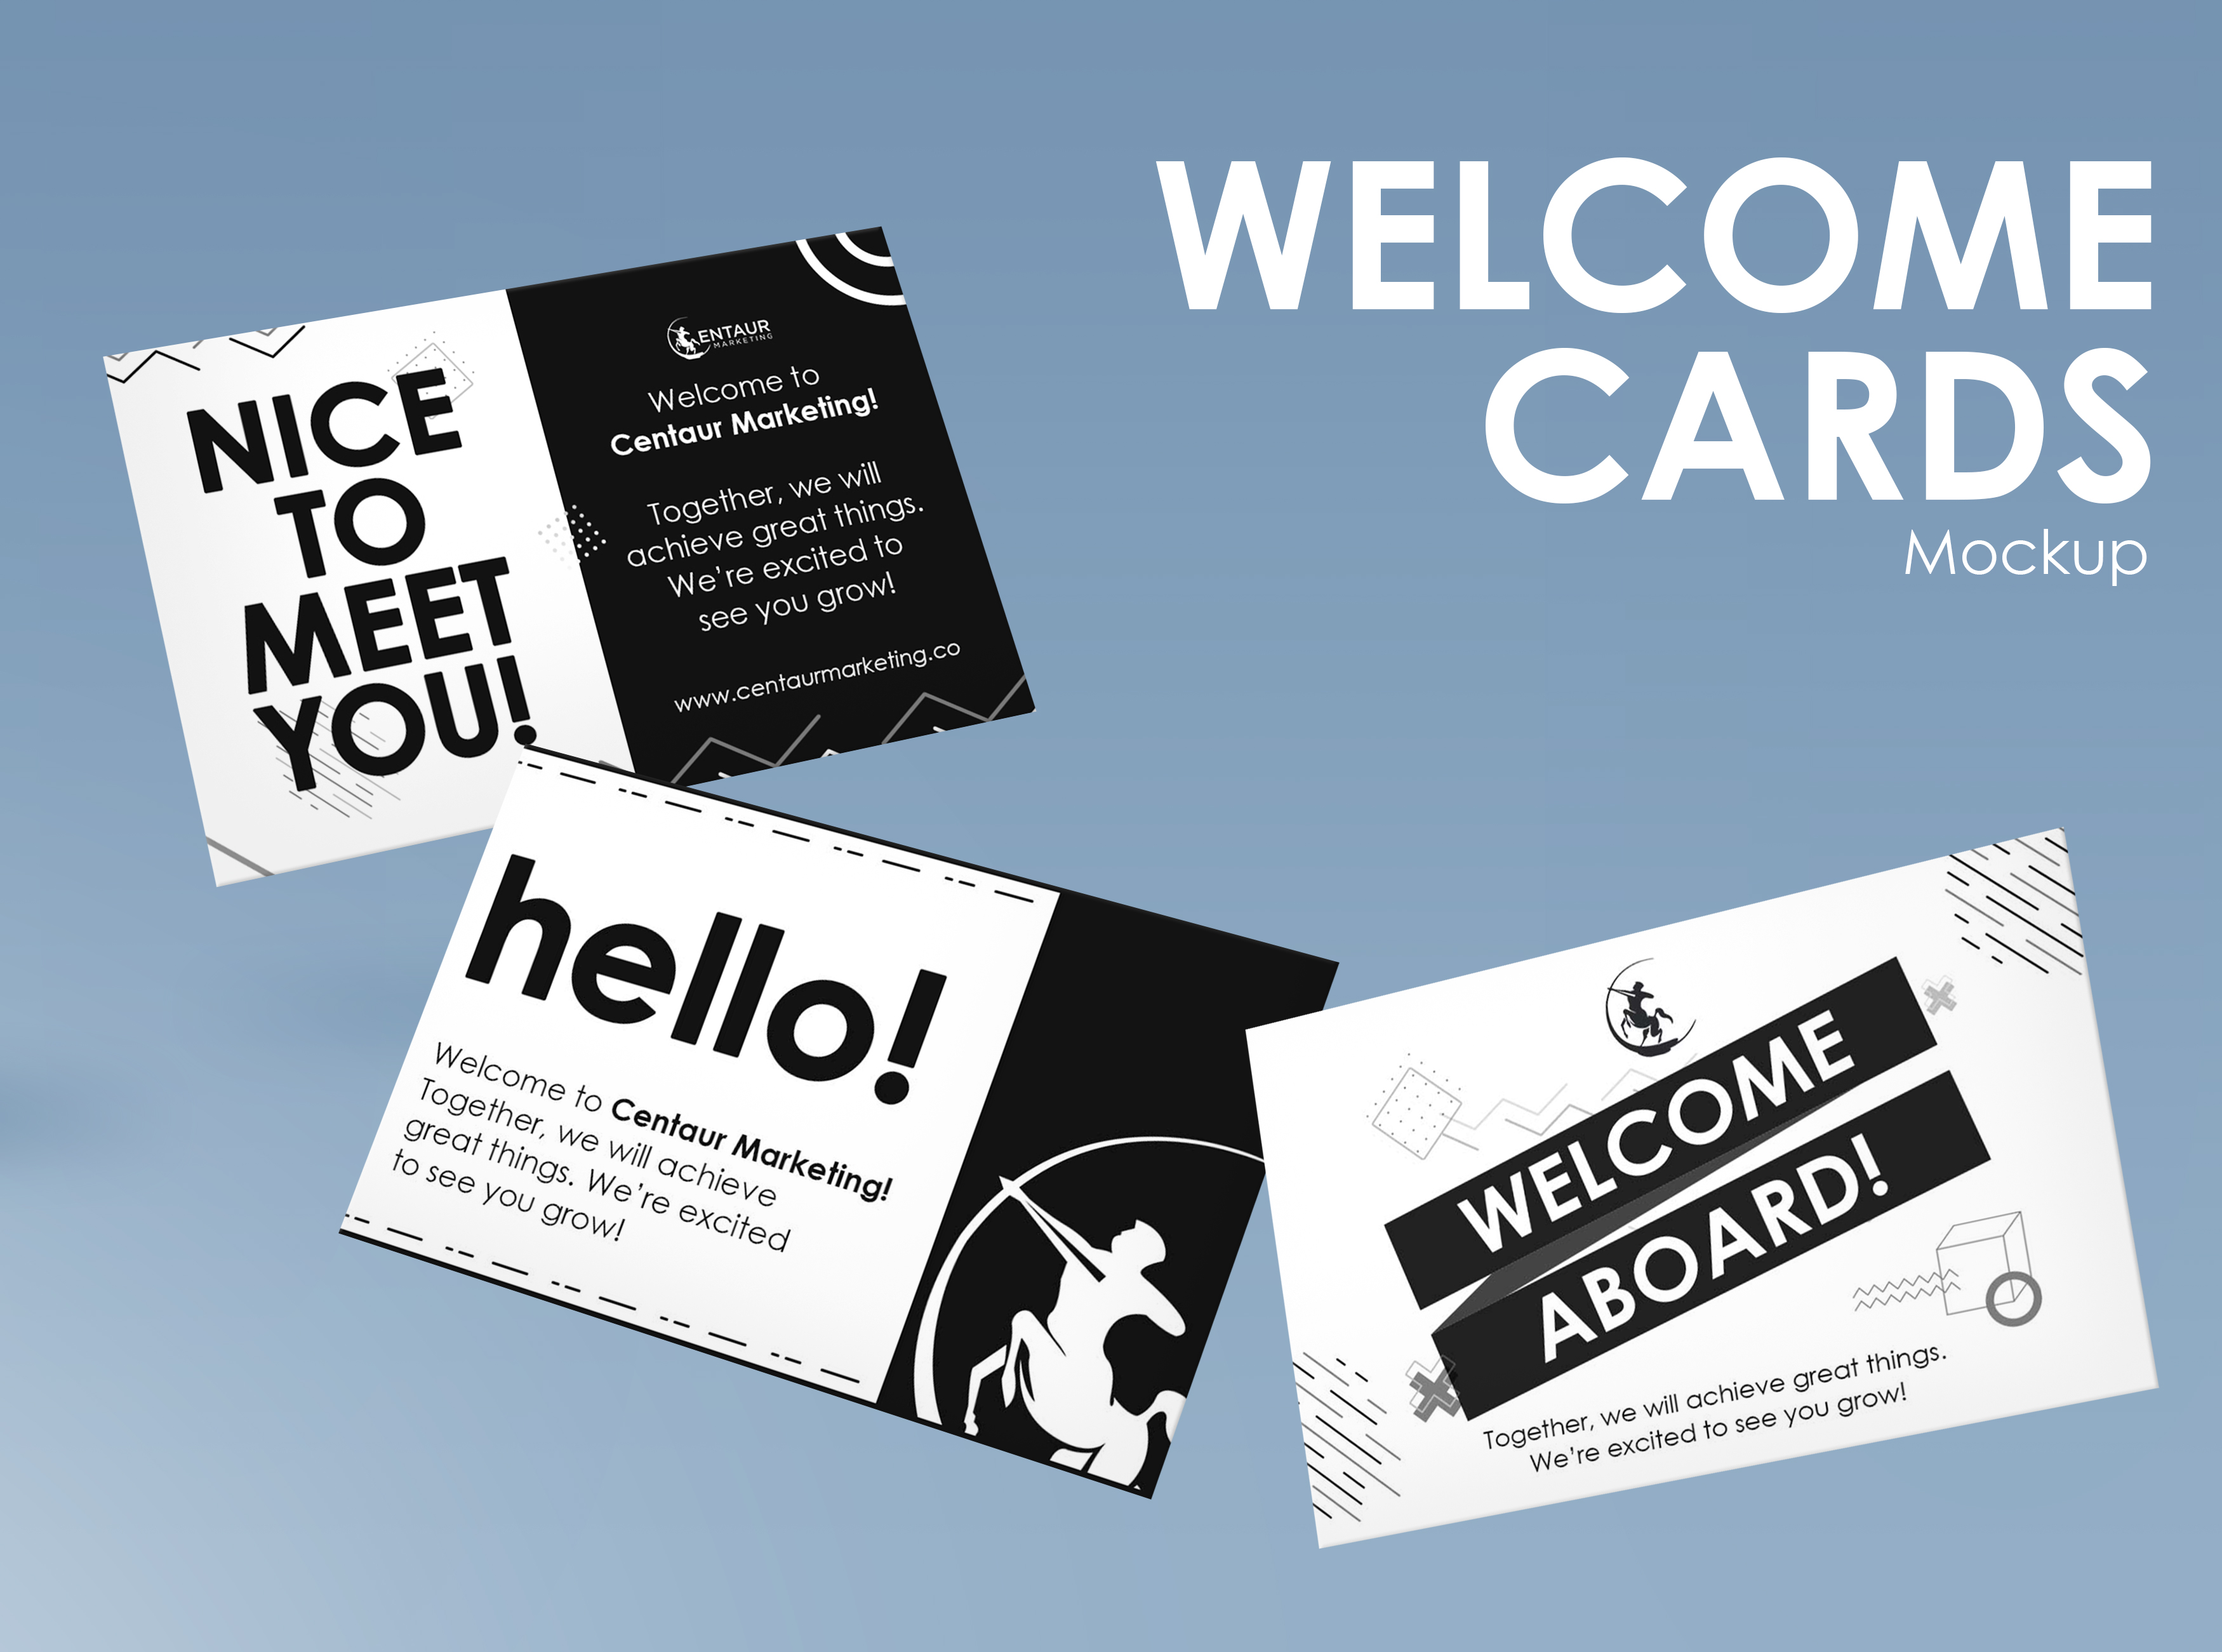 WELCOME
CARDS
Mockup
NICE
TO
MEET
YOU!
ENTAUR
MARKETING
Welcome to
Centaur Marketing!
Together, we will
achieve great things.
We're excited to
see you grow!
www.centaurmarketing.co
hello!
Welcome to Centaur Marketing!
Together, we will achieve
great things. We're excited
to see you grow!
WELCOME
ABOARD!
Together, we will achieve great things.
We're excited to see you grow!